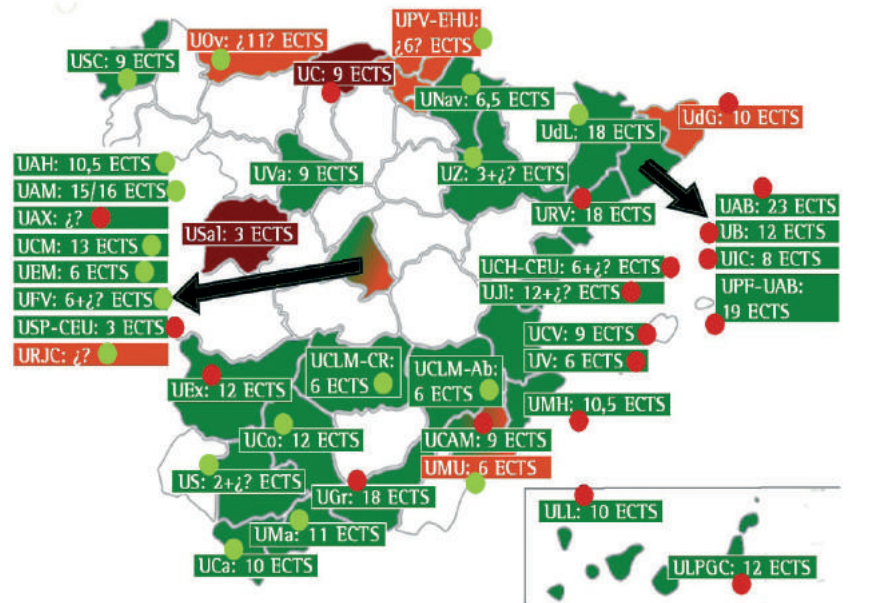 UPV-EHU:
¿6? ECTS
UOv: ¿11? ECTS
USC: 9 ECTS
UC: 9 ECTS
UNav: 6,5 ECTS
UdG: 10 ECTS
UdL: 18 ECTS
UAH: 10,5 ECTS
UVa: 9 ECTS
UZ: 3+¿? ECTS
UAM: 15/16 ECTS
UAB: 23 ECTS
UAX: ¿?
URV: 18 ECTS
UB: 12 ECTS
USal: 3 ECTS
UCM: 13 ECTS
UIC: 8 ECTS
UEM: 6 ECTS
UCH-CEU: 6+¿? ECTS
UPF-UAB:
19 ECTS
UFV: 6+¿? ECTS
UJI: 12+¿? ECTS
USP-CEU: 3 ECTS
UCV: 9 ECTS
URJC: ¿?
UV: 6 ECTS
UCLM-CR:
6 ECTS
UCLM-Ab:
6 ECTS
UEx: 12 ECTS
UMH: 10,5 ECTS
UCo: 12 ECTS
UCAM: 9 ECTS
UMU: 6 ECTS
US: 2+¿? ECTS
UGr: 18 ECTS
ULL: 10 ECTS
UMa: 11 ECTS
UCa: 10 ECTS
ULPGC: 12 ECTS